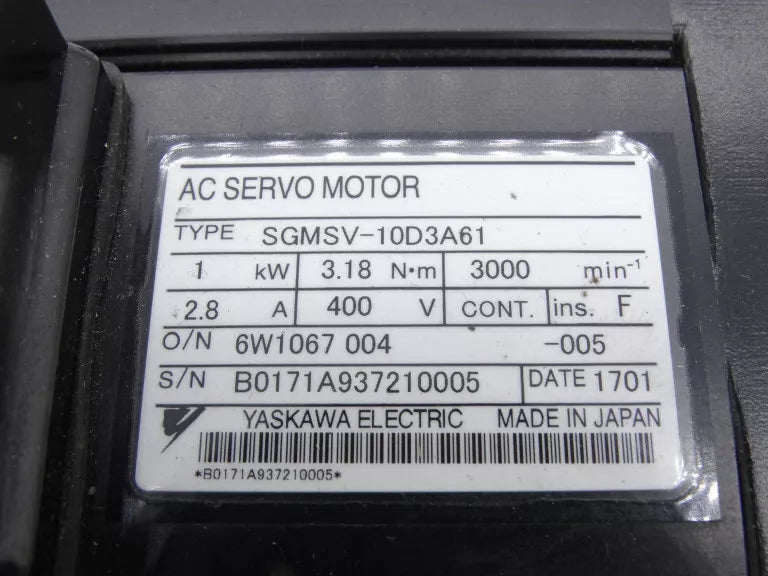 AC SERVO MOTOR
TYPE SGMSV-10D3A61
1 kW 3.18 N•m 3000 min⁻¹
2.8 A 400 V CONT. ins. F
O/N 6W1067 004 -005
S/N B0171A937210005 DATE 1701
YASKAWA ELECTRIC MADE IN JAPAN
*B0171A937210005*